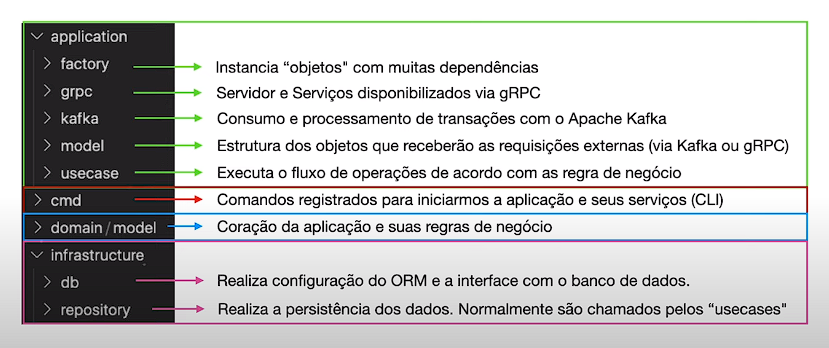 application
factory Instancia “objetos" com muitas dependências
grpc Servidor e Serviços disponibilizados via gRPC
kafka Consumo e processamento de transações com o Apache Kafka
model Estrutura dos objetos que receberão as requisições externas (via Kafka ou gRPC)
usecase Executa o fluxo de operações de acordo com as regra de negócio
cmd Comandos registrados para iniciarmos a aplicação e seus serviços (CLI)
domain/model Coração da aplicação e suas regras de negócio
infrastructure
db Realiza configuração do ORM e a interface com o banco de dados.
repository Realiza a persistência dos dados. Normalmente são chamados pelos “usecases"